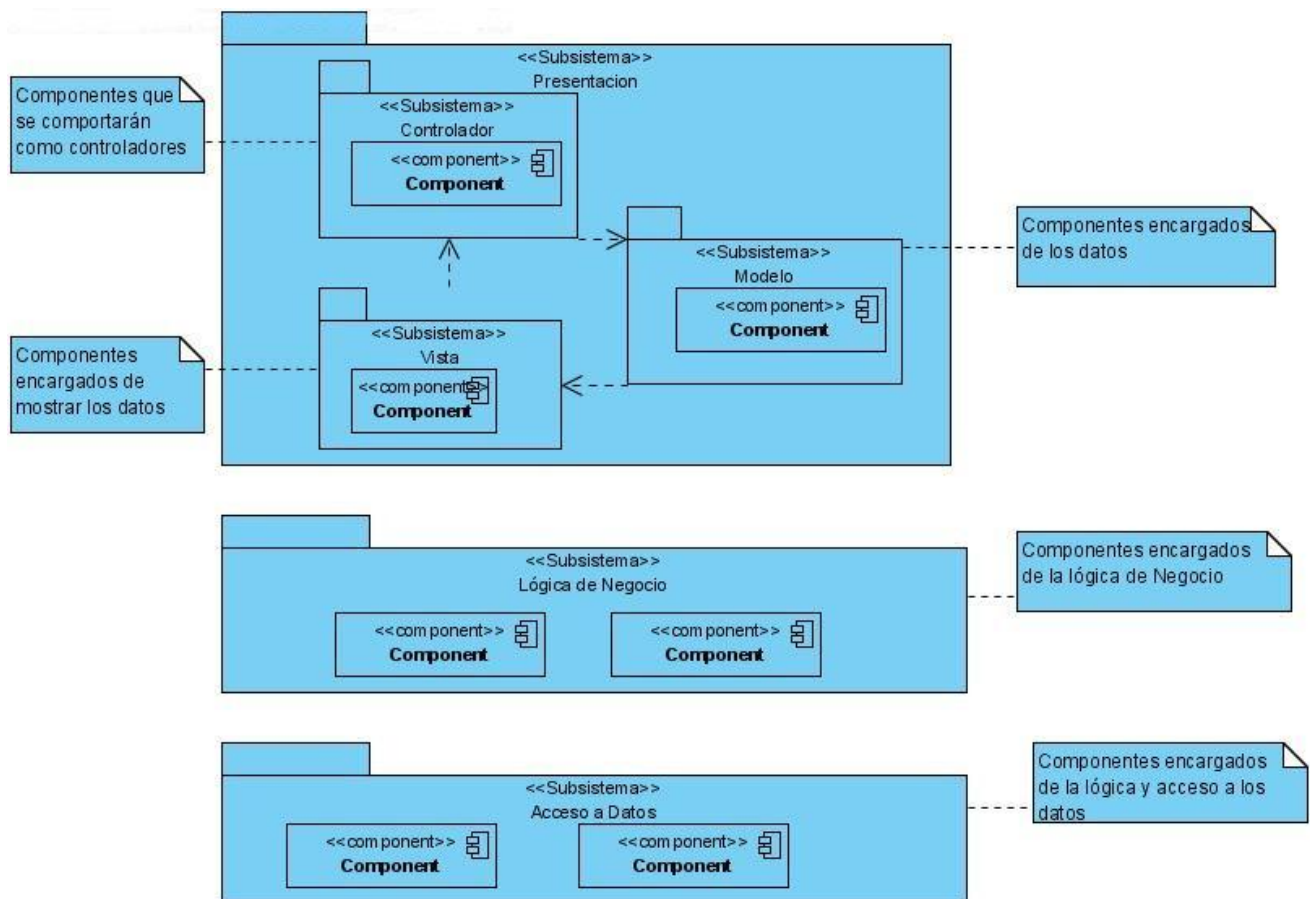 <<Subsistema>>
Presentacion
Componentes que
se comportarán
como controladores
<<Subsistema>>
Controlador
<<component>>
Component
Componentes encargados
de los datos
<<Subsistema>>
Modelo
<<component>>
Component
Componentes
encargados de
mostrar los datos
<<Subsistema>>
Vista
<<component>>
Component
<<Subsistema>>
Lógica de Negocio
<<component>>
Component
<<component>>
Component
Componentes encargados
de la lógica de Negocio
<<Subsistema>>
Acceso a Datos
<<component>>
Component
<<component>>
Component
Componentes encargados
de la lógica y acceso a los
datos